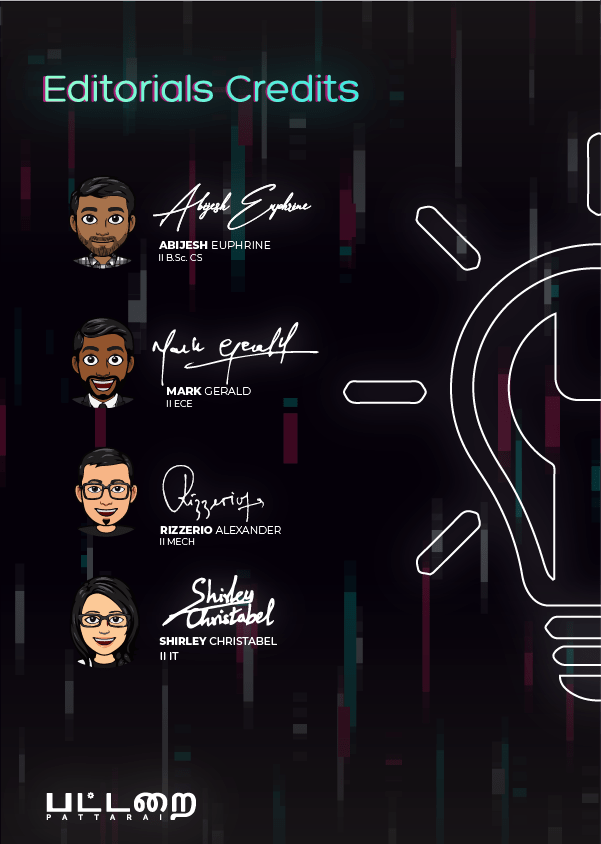 Editorials Credits
Abijesh Euphrine
ABIJESH EUPHRINE
II B.Sc. CS
Mark Gerald
MARK GERALD
II ECE
Rizzerio
RIZZERIO ALEXANDER
II MECH
Shirley
Christabel
SHIRLEY CHRISTABEL
II IT
பட்டறை
PATTARAI